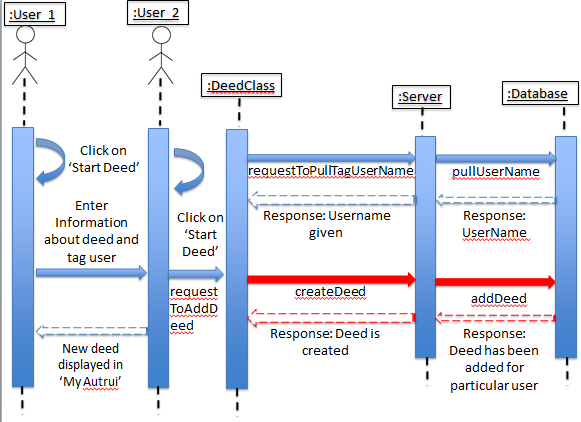 :User_1
:User_2
:DeedClass
:Server
:Database
Click on
‘Start Deed’
requestToPullTagUserName
pullUserName
Enter
Information
about deed and
tag user
Click on
‘Start
Deed’
Response: Username
given
Response:
UserName
request
ToAddD
eed
createDeed
addDeed
New deed
displayed in
‘My Autrui’
Response: Deed is
created
Response:
Deed has been
added for
particular user